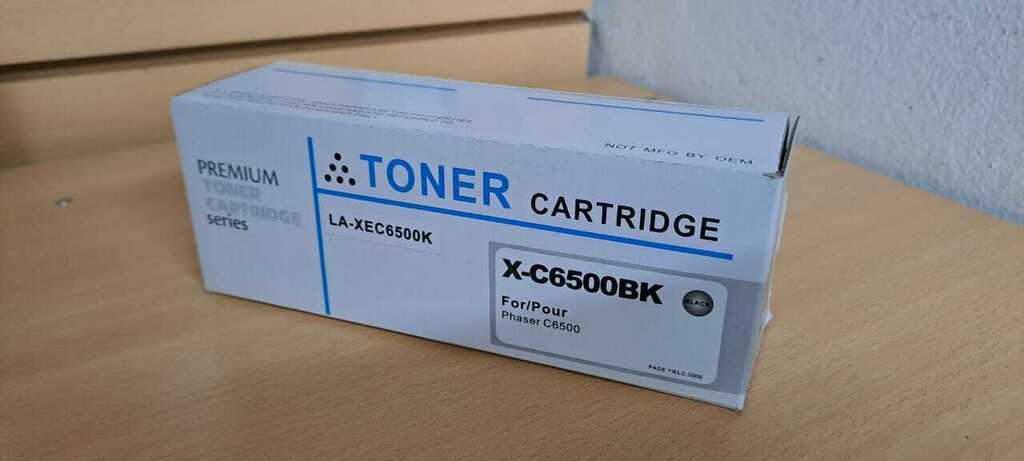 NOT MFG BY OEM
PREMIUM
TONER
CARTRIDGE
series
TONER CARTRIDGE
LA-XEC6500K
X-C6500BK
BLACK
For/Pour
Phaser C6500
PAGE YIELD:3000